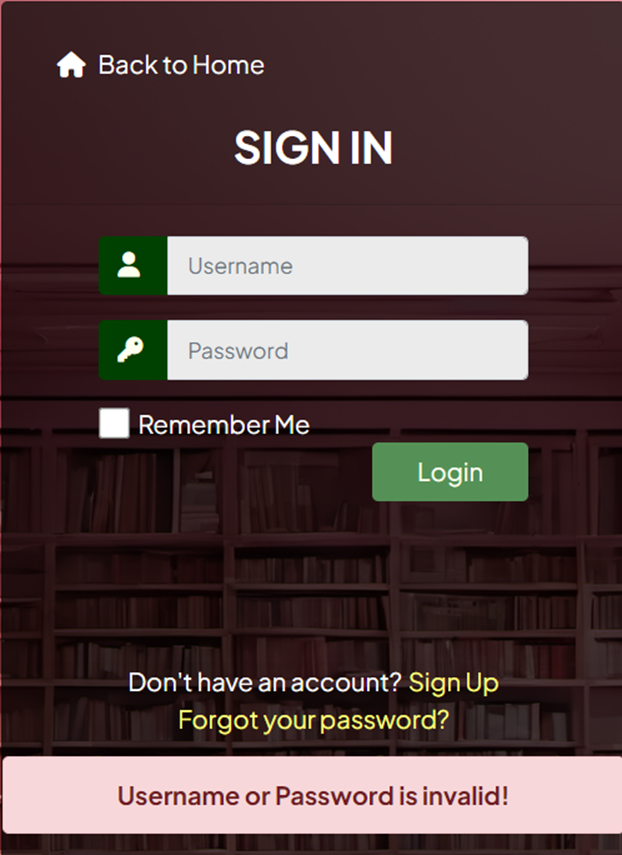 Back to Home
SIGN IN
Username
Password
Remember Me
Login
Don't have an account? Sign Up
Forgot your password?
Username or Password is invalid!